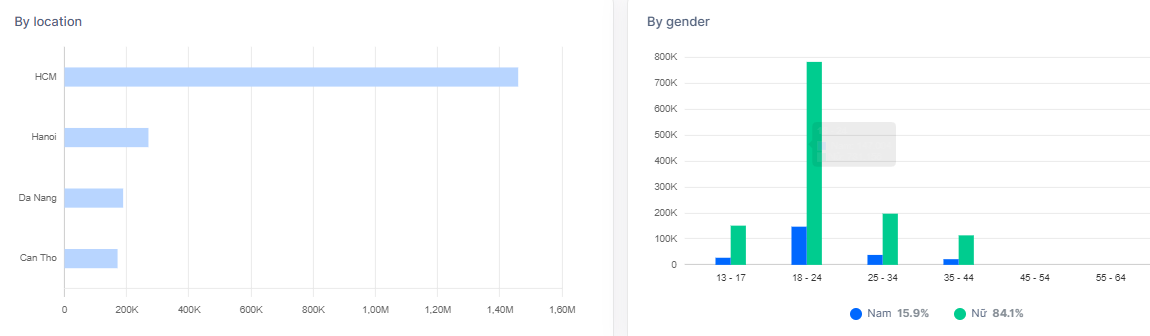 By location
HCM
Hanoi
Da Nang
Can Tho
0 200K 400K 600K 800K 1,00M 1,20M 1,40M 1,60M
By gender
800K
700K
600K
500K
400K
300K
200K
100K
0
13 - 17 18 - 24 25 - 34 35 - 44 45 - 54 55 - 64
Nam 15.9% Nữ 84.1%